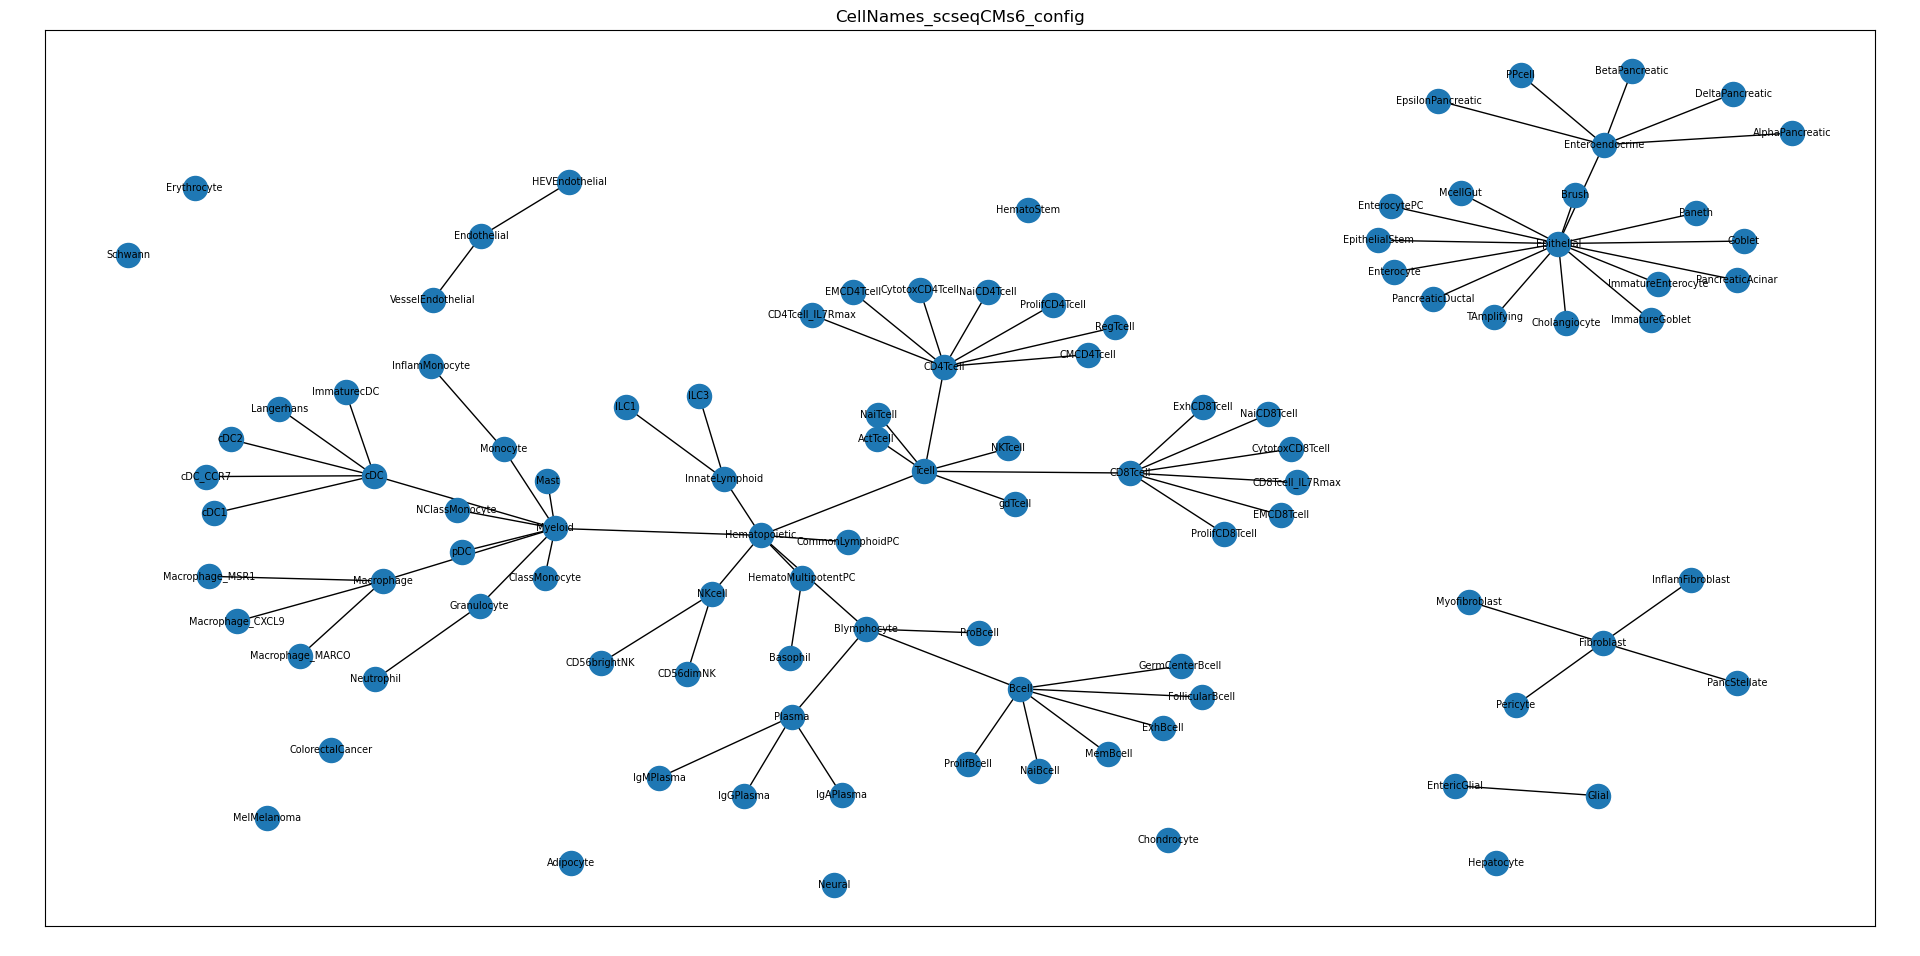 CellNames_scseqCMs6_config
BetaPancreatic
PPcell
DeltaPancreatic
EpsilonPancreatic
AlphaPancreatic
Enteroendocrine
HEVEndothelial
Erythrocyte
McellGut
Brush
EnterocytePC
HematoStem
Paneth
Endothelial
EpithelialStem
Epithelial
Goblet
Schwann
Enterocyte
PancreaticAcinar
ImmatureEnterocyte
EMCD4Tcell
CytotoxCD4Tcell
NaiCD4Tcell
VesselEndothelial
PancreaticDuctal
ProlifCD4Tcell
CD4Tcell_IL7Rmax
TAmplifying
Cholangiocyte
ImmatureGoblet
RegTcell
CMCD4Tcell
InflamMonocyte
CD4Tcell
ImmaturecDC
ILC3
Langerhans
ILC1
ExhCD8Tcell
NaiTcell
NaiCD8Tcell
cDC2
ActTcell
Monocyte
NKTcell
CytotoxCD8Tcell
cDC_CCR7
cDC
Mast
InnateLymphoid
Tcell
CD8Tcell
CD8Tcell_IL7Rmax
cDC1
NClassMonocyte
gdTcell
EMCD8Tcell
Myeloid
Hematopoietic
CommonLymphoidPC
ProlifCD8Tcell
pDC
Macrophage_MSR1
Macrophage
ClassMonocyte
HematoMultipotentPC
InflamFibroblast
NKcell
Granulocyte
Myofibroblast
Macrophage_CXCL9
Blymphocyte
ProBcell
Fibroblast
Macrophage_MARCO
CD56brightNK
Basophil
GermCenterBcell
Neutrophil
CD56dimNK
Bcell
FollicularBcell
PancStellate
Pericyte
Plasma
ExhBcell
ColorectalCancer
MemBcell
IgMPlasma
ProlifBcell
NaiBcell
EntericGlial
IgGPlasma
IgAPlasma
Glial
MelMelanoma
Chondrocyte
Adipocyte
Hepatocyte
Neural